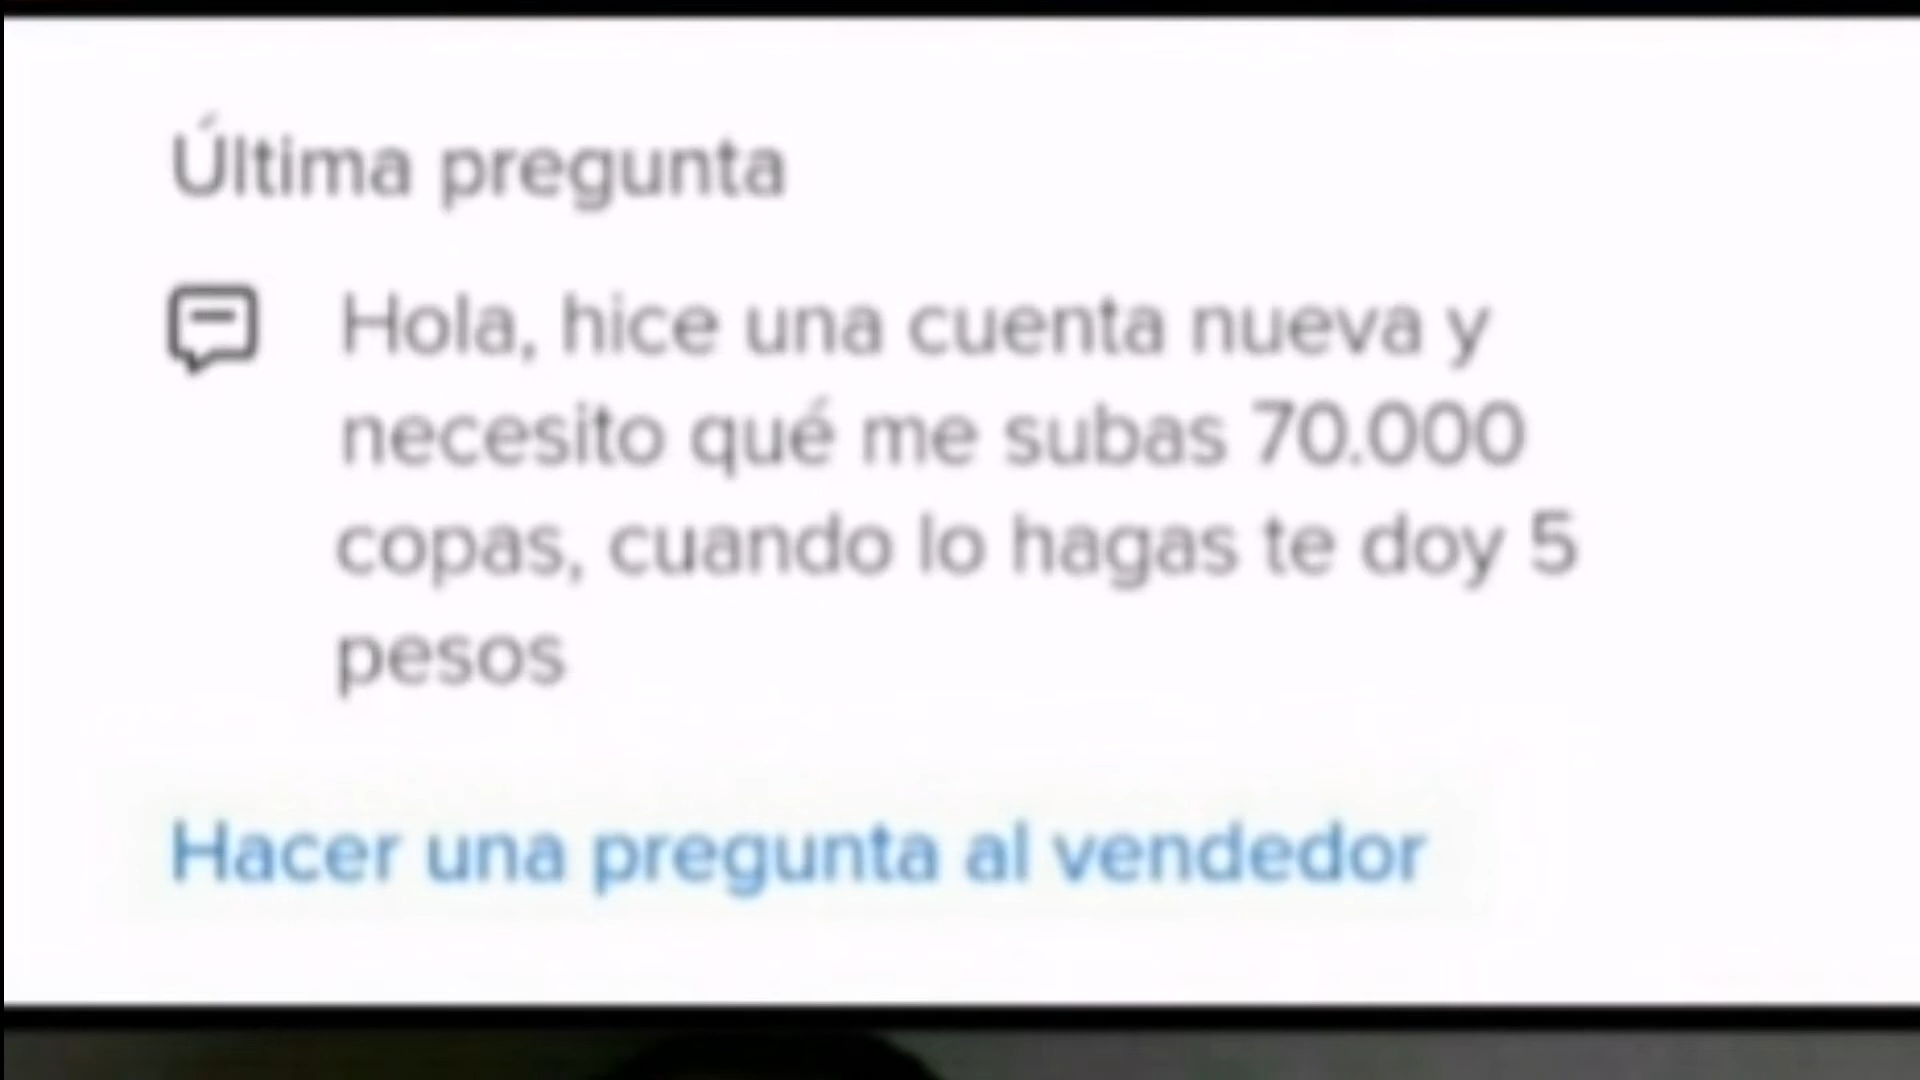 Última pregunta
Hola, hice una cuenta nueva y
necesito qué me subas 70.000
copas, cuando lo hagas te doy 5
pesos
Hacer una pregunta al vendedor